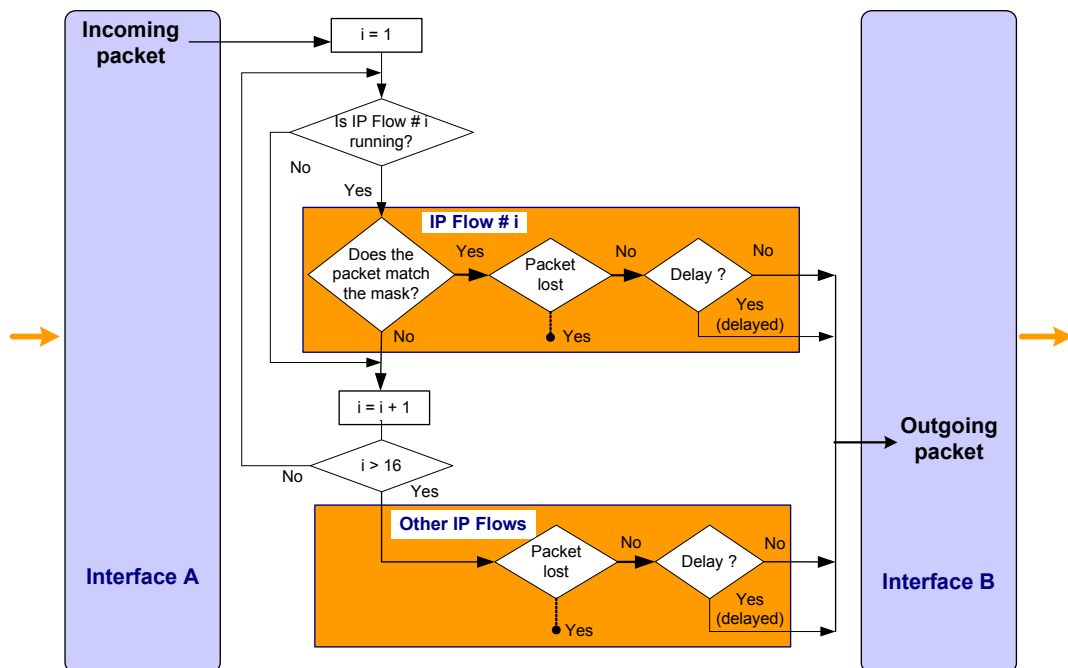 Incoming
packet
i = 1
Is IP Flow # i
running?
No
Yes
IP Flow # i
Does the
packet match
the mask?
Yes
Packet
lost
No
Delay ?
No
Yes
(delayed)
Yes
No
i = i + 1
i > 16
No
Yes
Other IP Flows
Packet
lost
No
Delay ?
No
Yes
(delayed)
Yes
Interface A
Outgoing
packet
Interface B